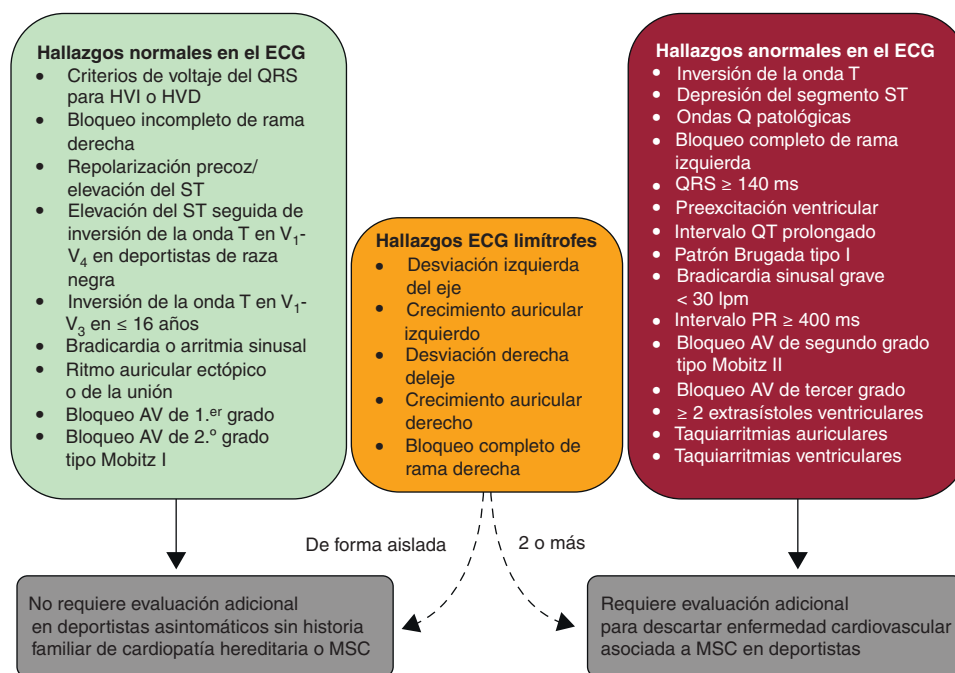 Hallazgos normales en el ECG
• Criterios de voltaje del QRS
para HVI o HVD
• Bloqueo incompleto de rama
derecha
• Repolarización precoz/
elevación del ST
• Elevación del ST seguida de
inversión de la onda T en V1-
V4 en deportistas de raza
negra
• Inversión de la onda T en V1-
V3 en ≤ 16 años
• Bradicardia o arritmia sinusal
• Ritmo auricular ectópico
o de la unión
• Bloqueo AV de 1.er grado
• Bloqueo AV de 2.º grado
tipo Mobitz I
Hallazgos ECG limítrofes
• Desviación izquierda
del eje
• Crecimiento auricular
izquierdo
• Desviación derecha
deleje
• Crecimiento auricular
derecho
• Bloqueo completo de
rama derecha
Hallazgos anormales en el ECG
• Inversión de la onda T
• Depresión del segmento ST
• Ondas Q patológicas
• Bloqueo completo de rama
izquierda
• QRS ≥ 140 ms
• Preexcitación ventricular
• Intervalo QT prolongado
• Patrón Brugada tipo I
• Bradicardia sinusal grave
< 30 lpm
• Intervalo PR ≥ 400 ms
• Bloqueo AV de segundo grado
tipo Mobitz II
• Bloqueo AV de tercer grado
• ≥ 2 extrasístoles ventriculares
• Taquiarritmias auriculares
• Taquiarritmias ventriculares
De forma aislada
2 o más
No requiere evaluación adicional
en deportistas asintomáticos sin historia
familiar de cardiopatía hereditaria o MSC
Requiere evaluación adicional
para descartar enfermedad cardiovascular
asociada a MSC en deportistas